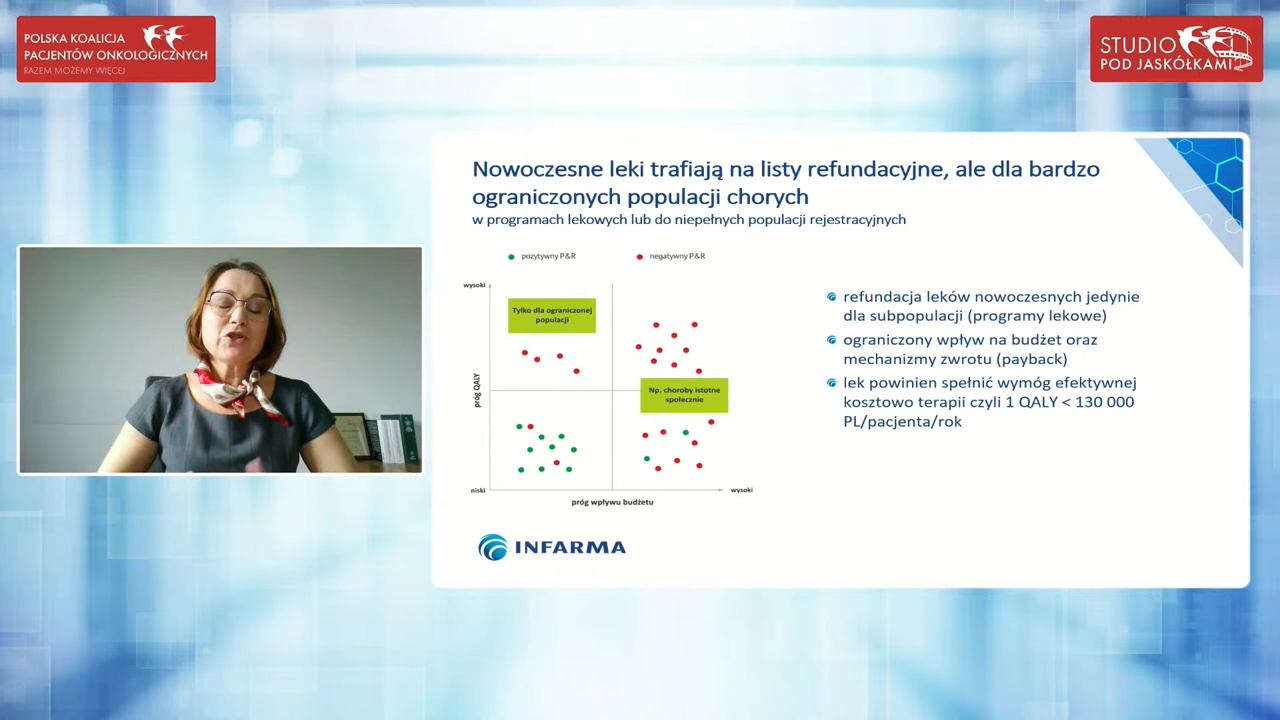 POLSKA KOALICJA
PACJENTÓW ONKOLOGICZNYCH
RAZEM MOŻEMY WIĘCEJ
STUDIO
POD JASKÓŁKAMI
Nowoczesne leki trafiają na listy refundacyjne, ale dla bardzo
ograniczonych populacji chorych
w programach lekowych lub do niepełnych populacji rejestracyjnych
pozytywny P&R
negatywny P&R
wysoki
Tylko dla ograniczonej
populacji
próg QALY
Np. choroby istotne
społecznie
niski
wysoki
próg wpływu budżetu
refundacja leków nowoczesnych jedynie
dla subpopulacji (programy lekowe)
ograniczony wpływ na budżet oraz
mechanizmy zwrotu (payback)
lek powinien spełnić wymóg efektywnej
kosztowo terapii czyli 1 QALY < 130 000
PL/pacjenta/rok
INFARMA